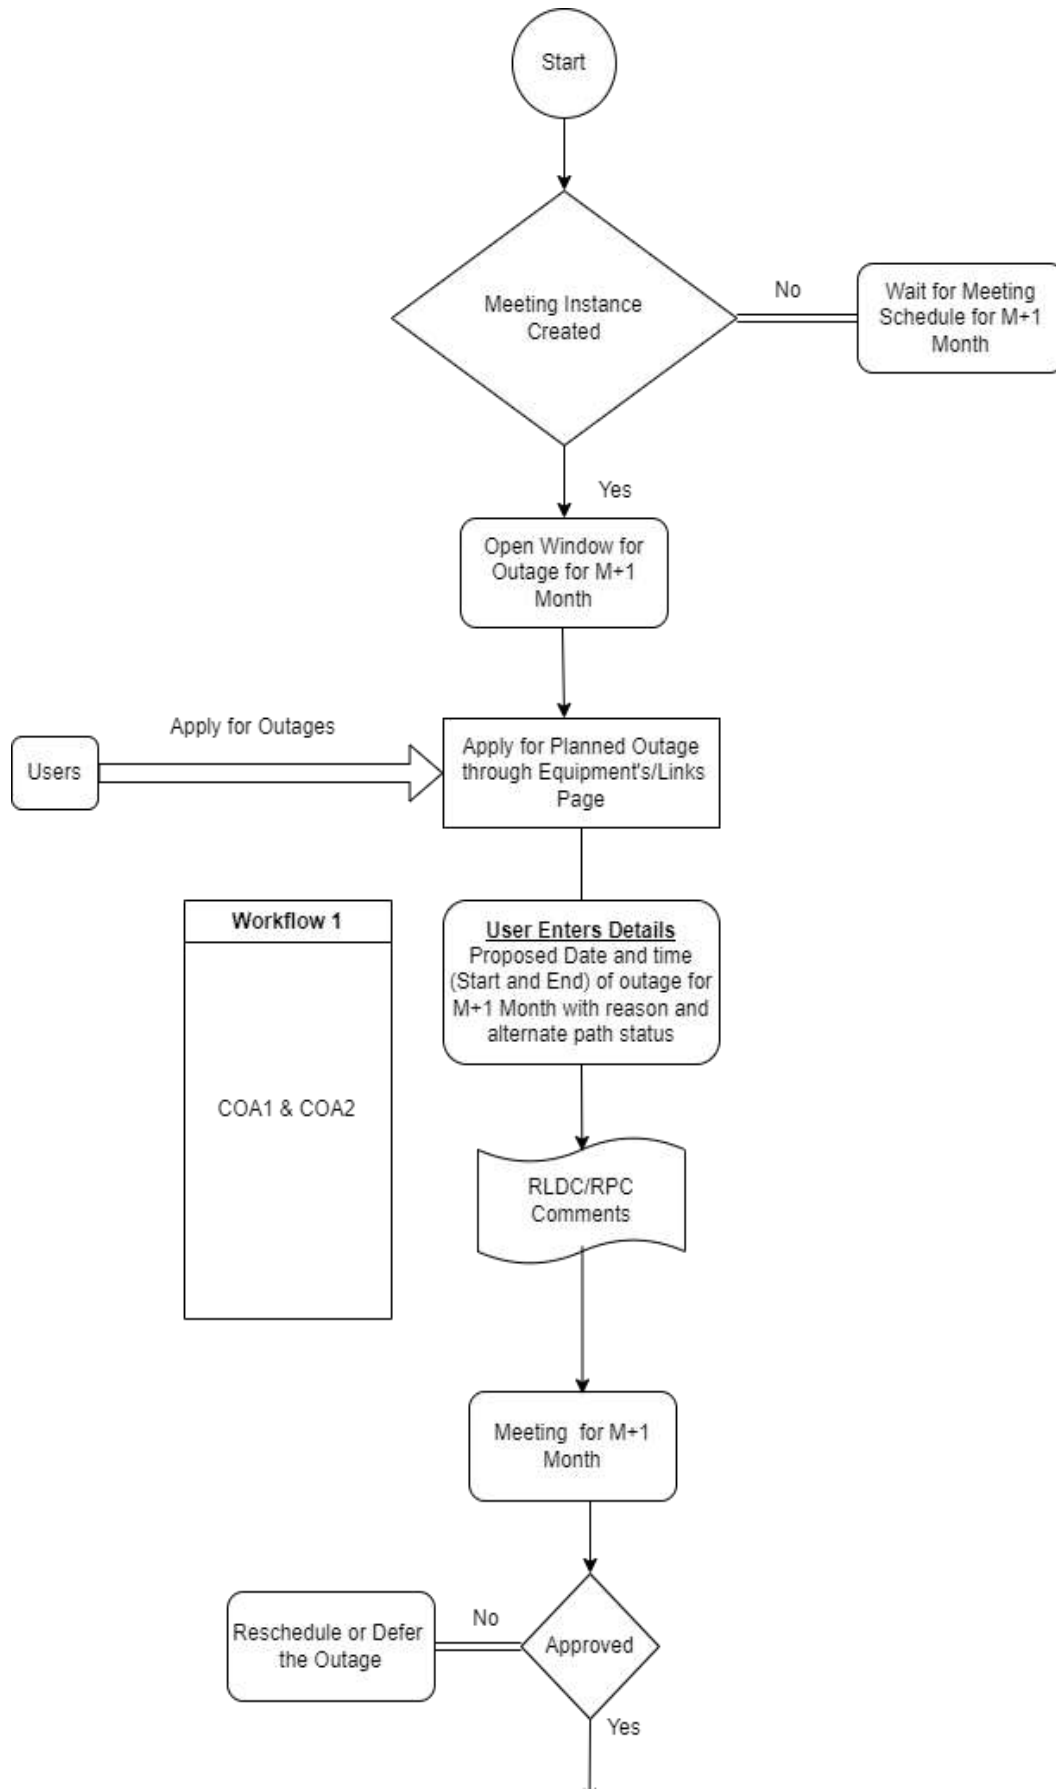 Start
Meeting Instance
Created
No
Wait for Meeting
Schedule for M+1
Month
Yes
Open Window for
Outage for M+1
Month
Apply for Outages
Users
Apply for Planned Outage
through Equipment's/Links
Page
Workflow 1
COA1 & COA2
User Enters Details
Proposed Date and time
(Start and End) of outage for
M+1 Month with reason and
alternate path status
RLDC/RPC
Comments
Meeting for M+1
Month
Approved
No
Reschedule or Defer
the Outage
Yes